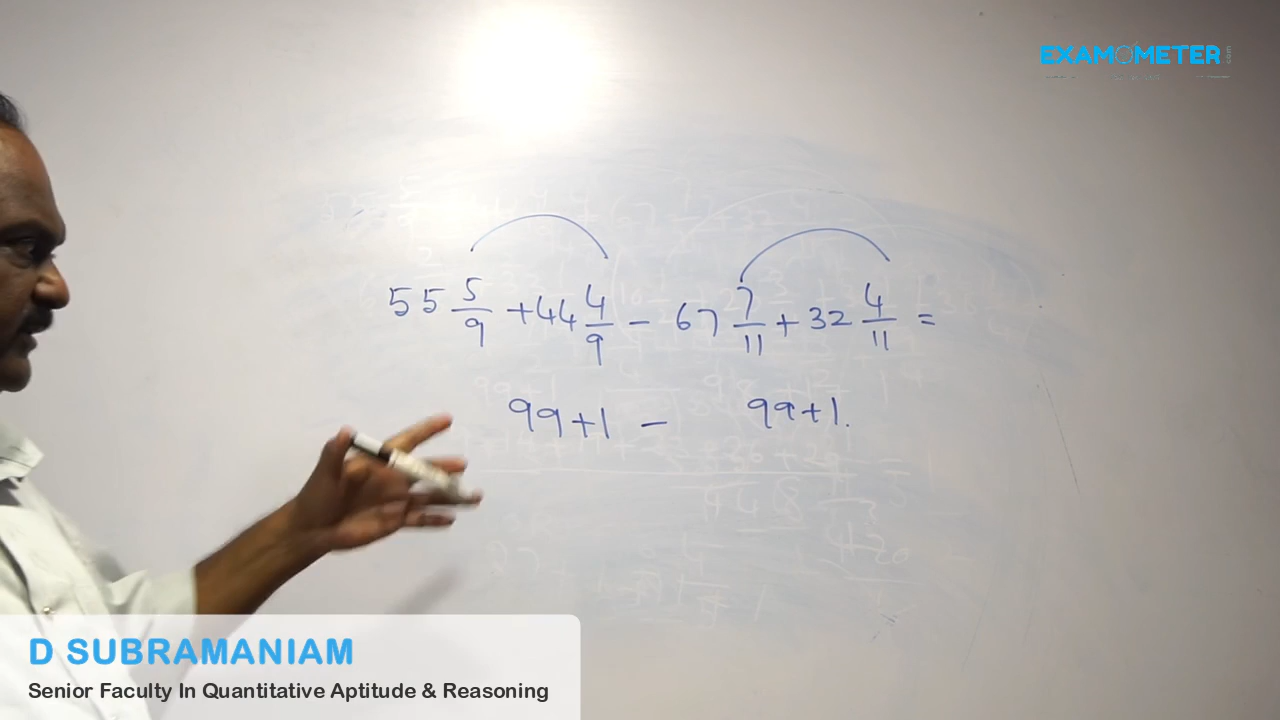 EXAMOMETER.com
55 5/9 + 44 4/9 - 67 7/11 + 32 4/11 =
99+1 - 99+1.
D SUBRAMANIAM
Senior Faculty In Quantitative Aptitude & Reasoning